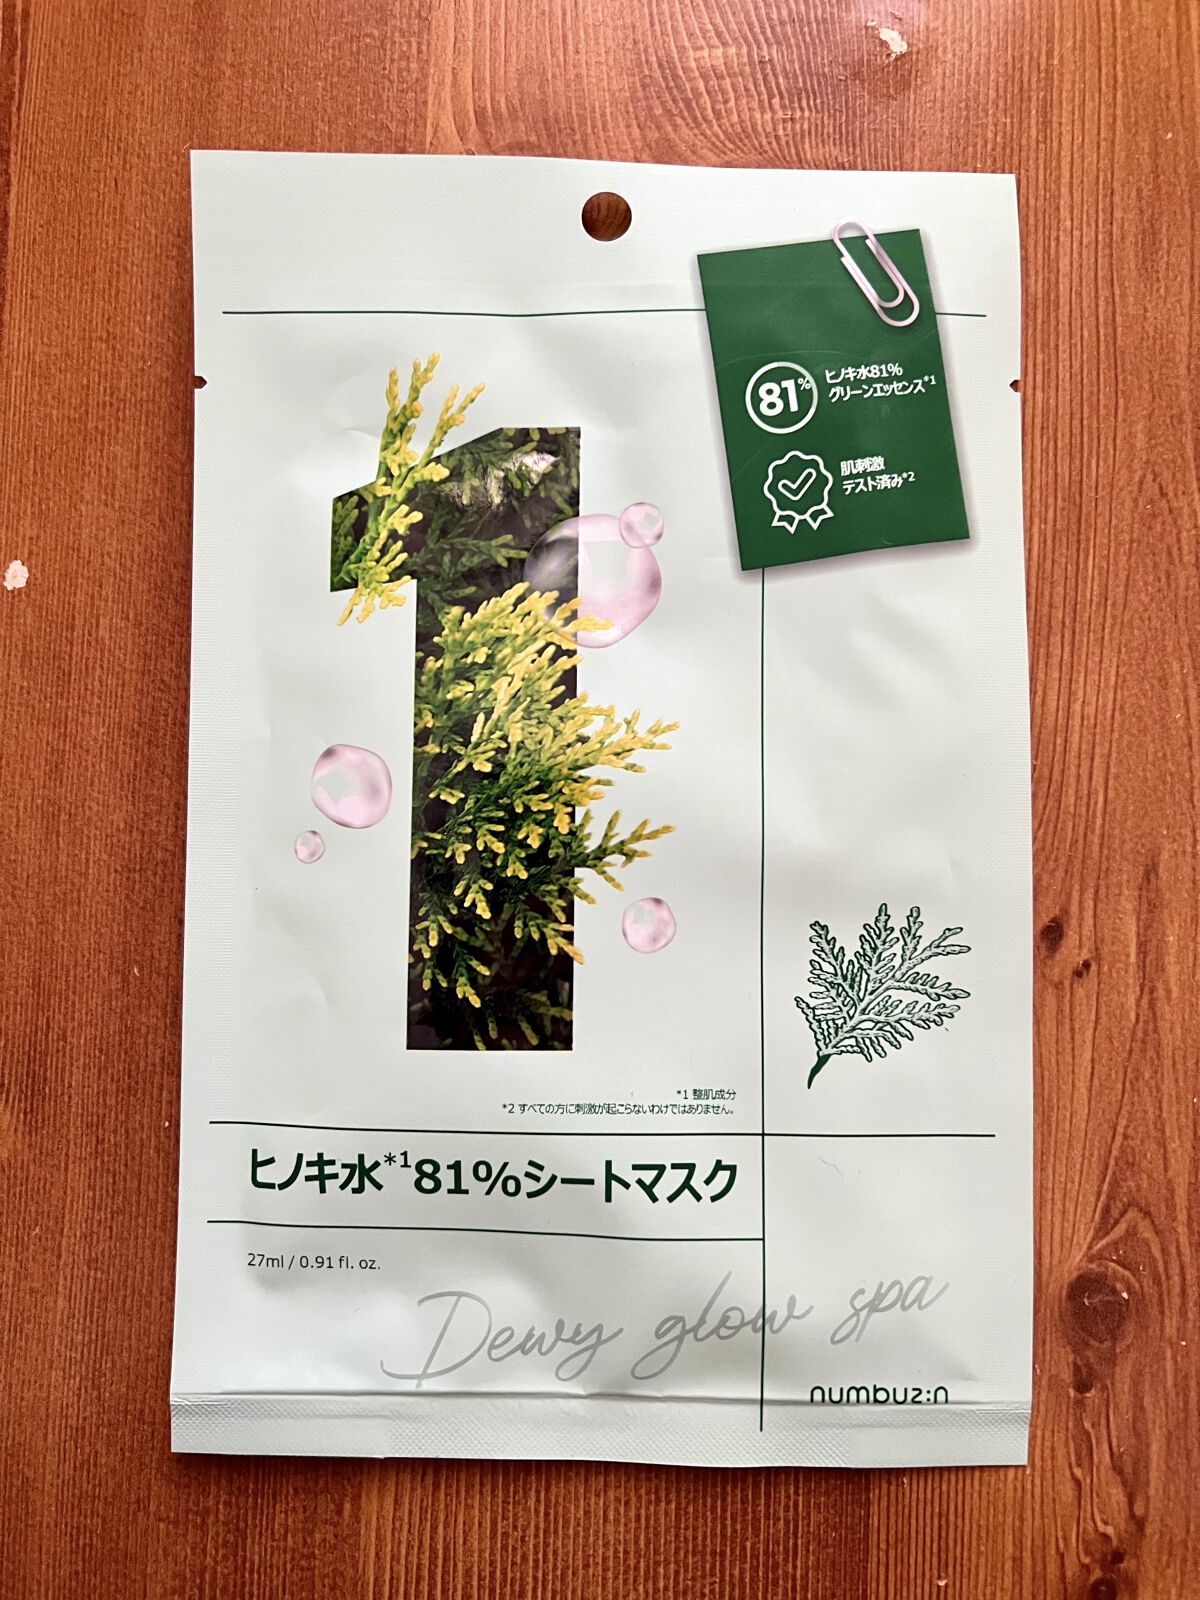 81%
ヒノキ水81%
グリーンエッセンス*1
肌刺激
テスト済み*2
1
*1 整肌成分
*2 すべての方に刺激が起こらないわけではありません。
ヒノキ水*1 81%シートマスク
27ml / 0.91 fl. oz.
Dewy glow spa
numbuz:n